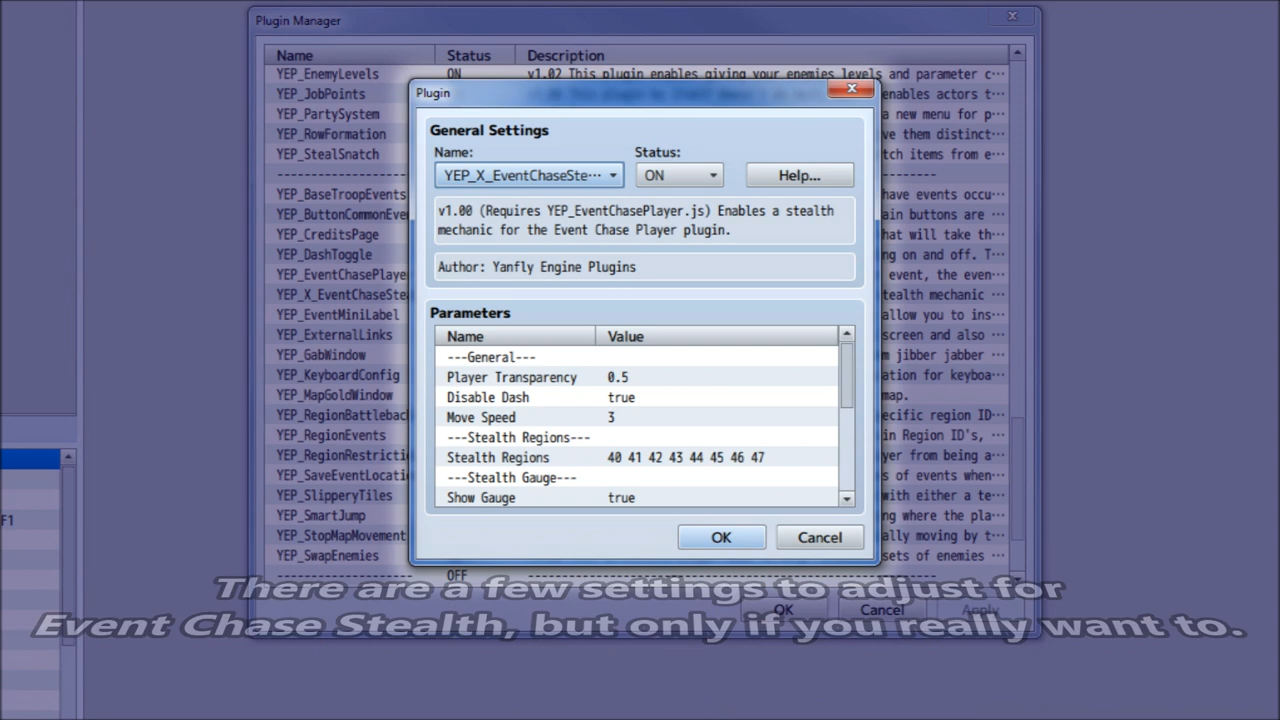 Plugin Manager
Name Status Description
YEP_EnemyLevels ON v1.02 This plugin enables giving your enemies levels and parameter c···
YEP_JobPoints enables actors t···
YEP_PartySystem a new menu for p···
YEP_RowFormation ve them distinct···
YEP_StealSnatch tch items from e···
YEP_BaseTroopEvents have events occu···
YEP_ButtonCommonEve ain buttons are ···
YEP_CreditsPage hat will take th···
YEP_DashToggle ng on and off. T···
YEP_EventChasePlayer event, the even···
YEP_X_EventChaseStea tealth mechanic ···
YEP_EventMiniLabel allow you to ins···
YEP_ExternalLinks screen and also ···
YEP_GabWindow m jibber jabber ···
YEP_KeyboardConfig ation for keyboa···
YEP_MapGoldWindow map.
YEP_RegionBattleback ecific region ID···
YEP_RegionEvents in Region ID's, ···
YEP_RegionRestrictio yer from being a···
YEP_SaveEventLocatio s of events when···
YEP_SlipperyTiles with either a te···
YEP_SmartJump ng where the pla···
YEP_StopMapMovement ally moving by t···
YEP_SwapEnemies sets of enemies ···
OFF
OK Cancel Apply
F1
Plugin
General Settings
Name: Status:
YEP_X_EventChaseSte··· ON Help...
v1.00 (Requires YEP_EventChasePlayer.js) Enables a stealth
mechanic for the Event Chase Player plugin.
Author: Yanfly Engine Plugins
Parameters
Name Value
---General---
Player Transparency 0.5
Disable Dash true
Move Speed 3
---Stealth Regions---
Stealth Regions 40 41 42 43 44 45 46 47
---Stealth Gauge---
Show Gauge true
OK Cancel
There are a few settings to adjust for
Event Chase Stealth, but only if you really want to.